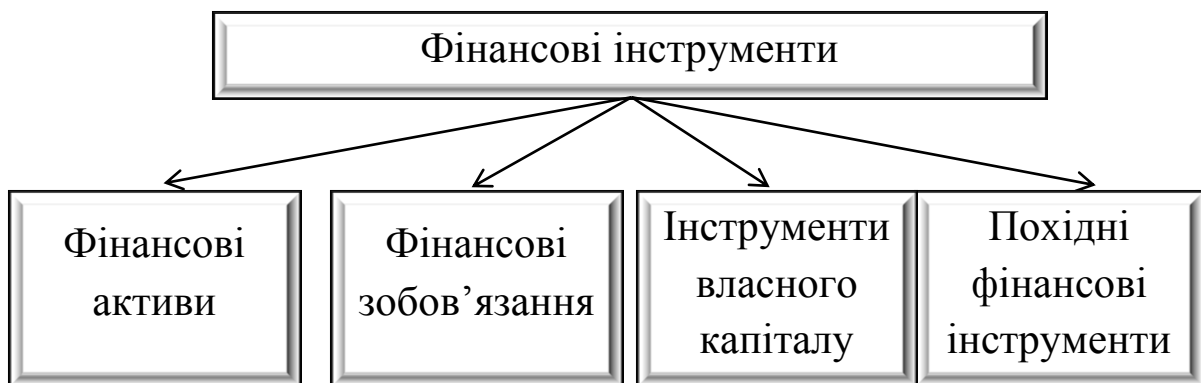 Фінансові інструменти
Фінансові
активи
Фінансові
зобов’язання
Інструменти
власного
капіталу
Похідні
фінансові
інструменти